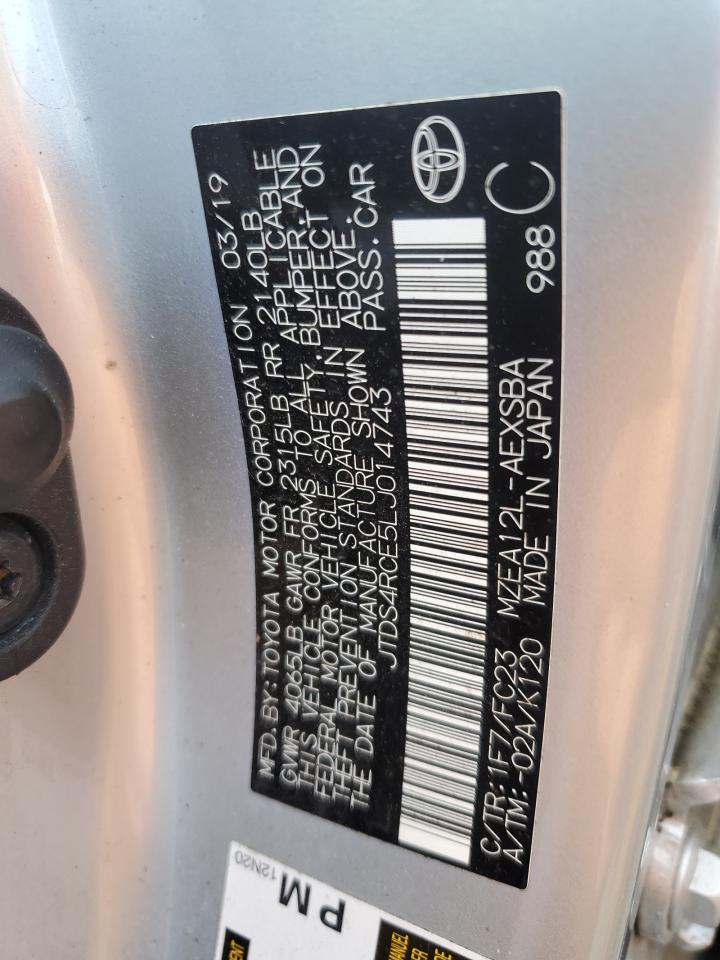 MFD. BY: TOYOTA MOTOR CORPORATION 03/19
GVWR 4065LB GAWR FR 2315LB RR 2140LB
THIS VEHICLE CONFORMS TO ALL APPLICABLE
FEDERAL MOTOR VEHICLE SAFETY, BUMPER, AND
THEFT PREVENTION STANDARDS IN EFFECT ON
THE DATE OF MANUFACTURE SHOWN ABOVE.
JTDS4RCE5LJ014743 PASS. CAR
C/TR: 1F7/FC23 MZEA12L-AEXSBA 988
A/TM: -02A/K120 MADE IN JAPAN C
PM
12N20
MANUEL